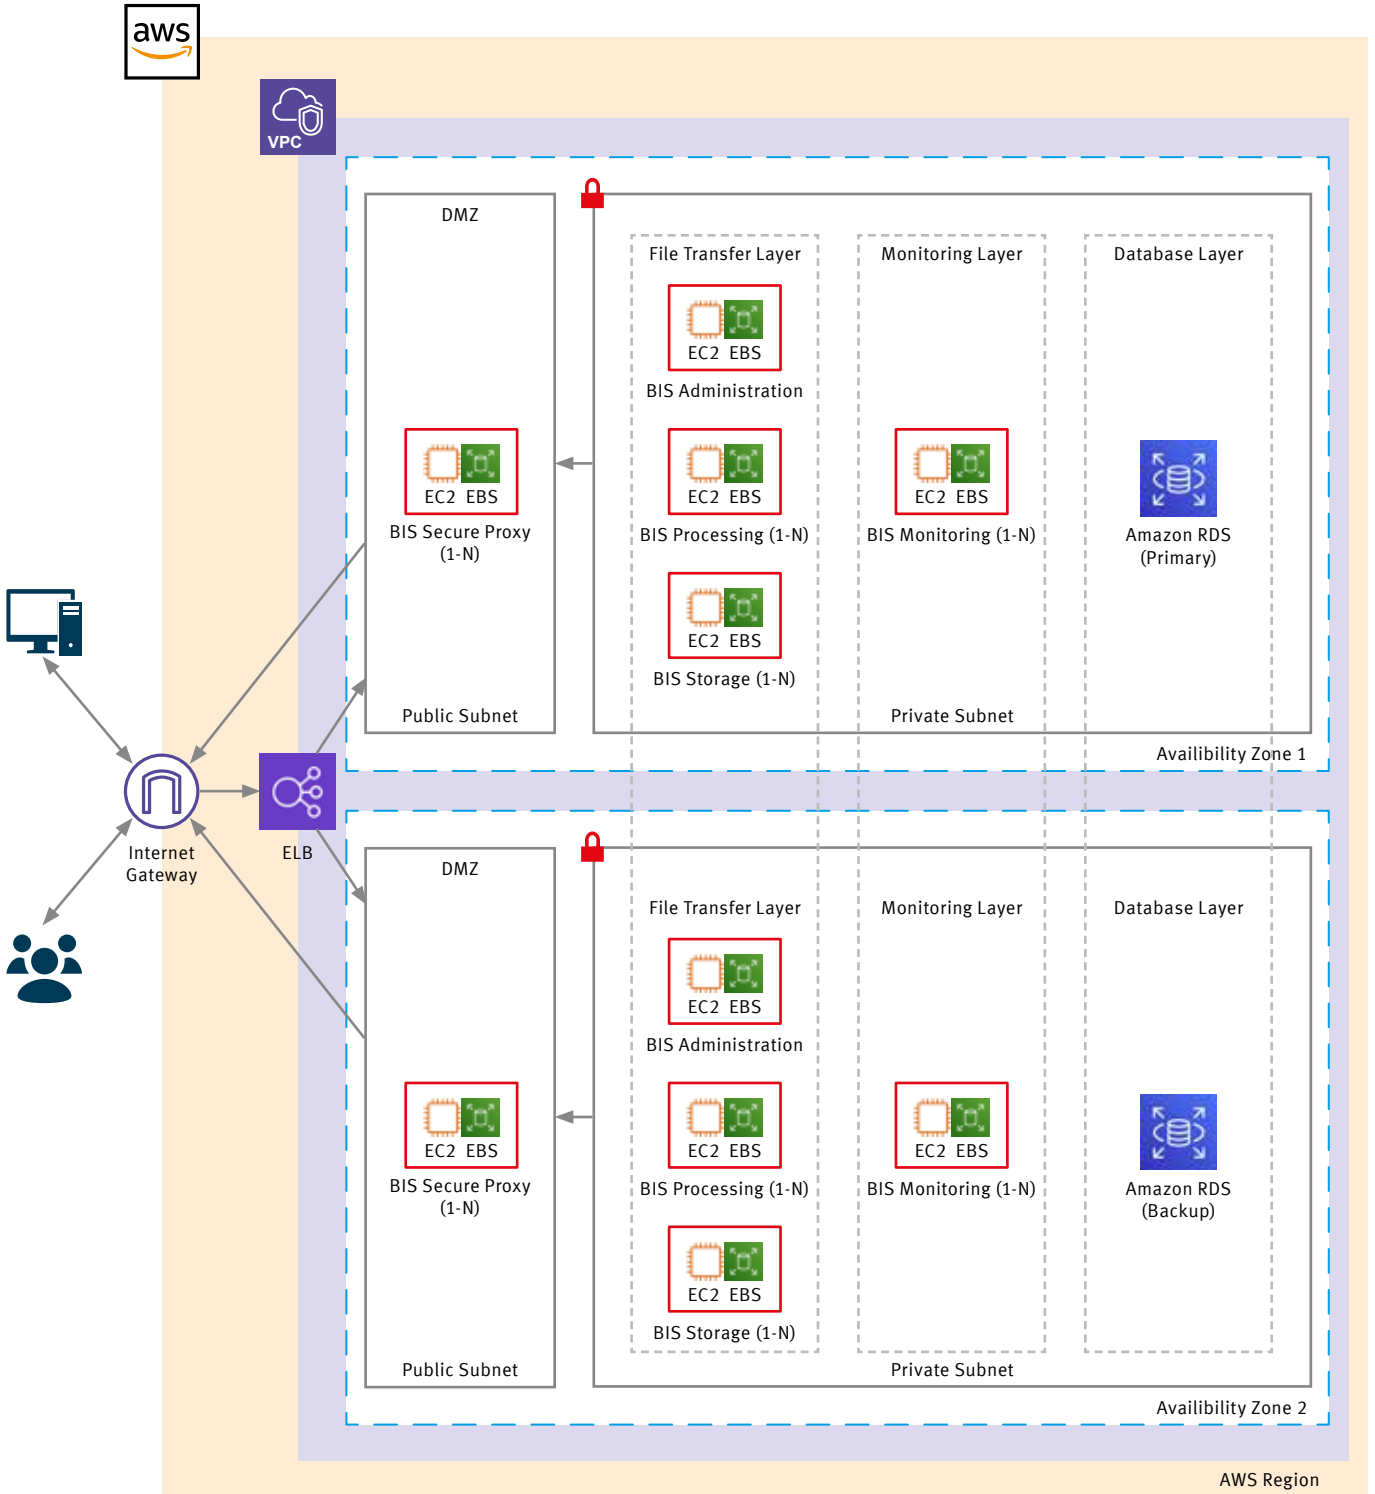 aws
VPC
DMZ
File Transfer Layer
Monitoring Layer
Database Layer
EC2 EBS
BIS Administration
EC2 EBS
BIS Secure Proxy
(1-N)
EC2 EBS
BIS Processing (1-N)
EC2 EBS
BIS Monitoring (1-N)
Amazon RDS
(Primary)
EC2 EBS
BIS Storage (1-N)
Public Subnet
Private Subnet
Availibility Zone 1
Internet
Gateway
ELB
DMZ
File Transfer Layer
Monitoring Layer
Database Layer
EC2 EBS
BIS Administration
EC2 EBS
BIS Secure Proxy
(1-N)
EC2 EBS
BIS Processing (1-N)
EC2 EBS
BIS Monitoring (1-N)
Amazon RDS
(Backup)
EC2 EBS
BIS Storage (1-N)
Public Subnet
Private Subnet
Availibility Zone 2
AWS Region